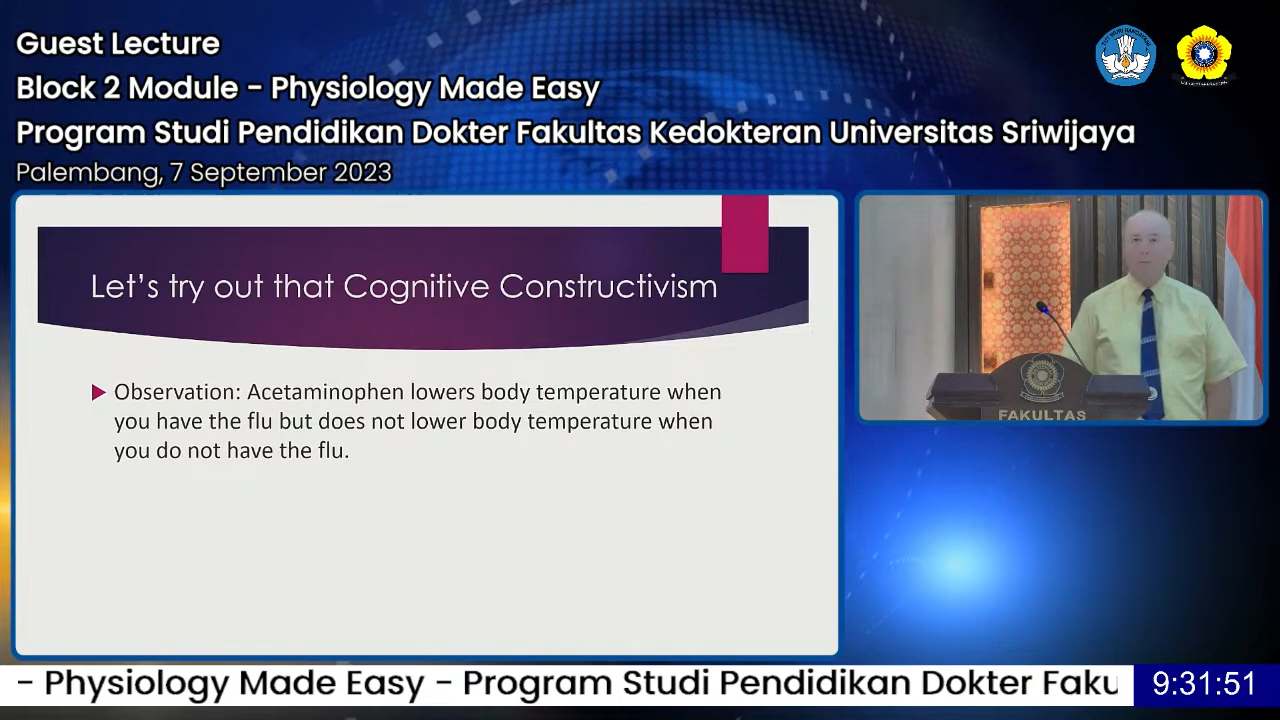 Guest Lecture
Block 2 Module - Physiology Made Easy
Program Studi Pendidikan Dokter Fakultas Kedokteran Universitas Sriwijaya
Palembang, 7 September 2023
Let's try out that Cognitive Constructivism
Observation: Acetaminophen lowers body temperature when
you have the flu but does not lower body temperature when
you do not have the flu.
FAKULTAS
- Physiology Made Easy - Program Studi Pendidikan Dokter Faku
9:31:51